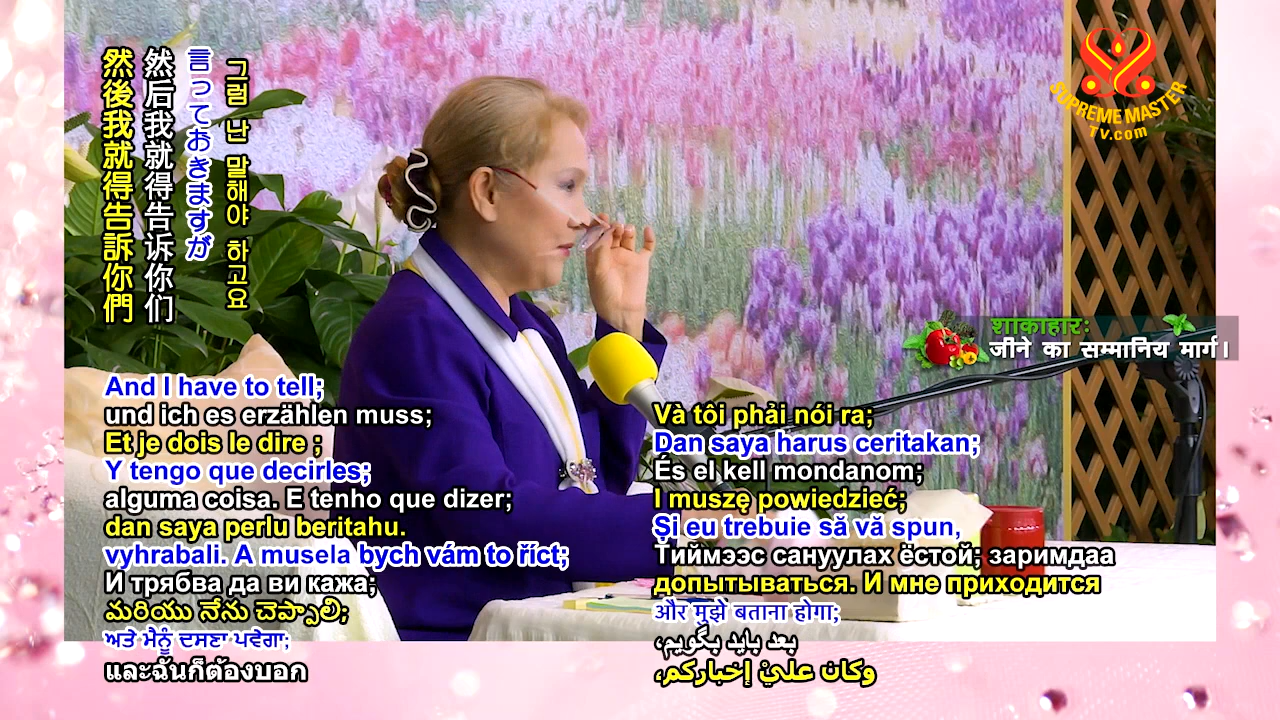 然後我就得告訴你們
然后我就得告诉你们
言っておきますが
그럼 난 말해야 하고요
SUPREME MASTER
TV.com
शाकाहार:
जीने का सम्मानिय मार्ग।
And I have to tell;
und ich es erzählen muss;
Et je dois le dire ;
Y tengo que decirles;
alguma coisa. E tenho que dizer;
dan saya perlu beritahu.
vyhrabali. A musela bych vám to říct;
И трябва да ви кажа;
మరియు నేను చెప్పాలి;
ਅਤੇ ਮੈਨੂੰ ਦਸਣਾ ਪਵੇਗਾ;
และฉันก็ต้องบอก
Và tôi phải nói ra;
Dan saya harus ceritakan;
És el kell mondanom;
I muszę powiedzieć;
Și eu trebuie să vă spun,
Тиймээс сануулах ёстой; заримдаа
допытываться. И мне приходится
और मुझे बताना होगा;
بعد باید بگویم،
وكان عليْ إخباركم،